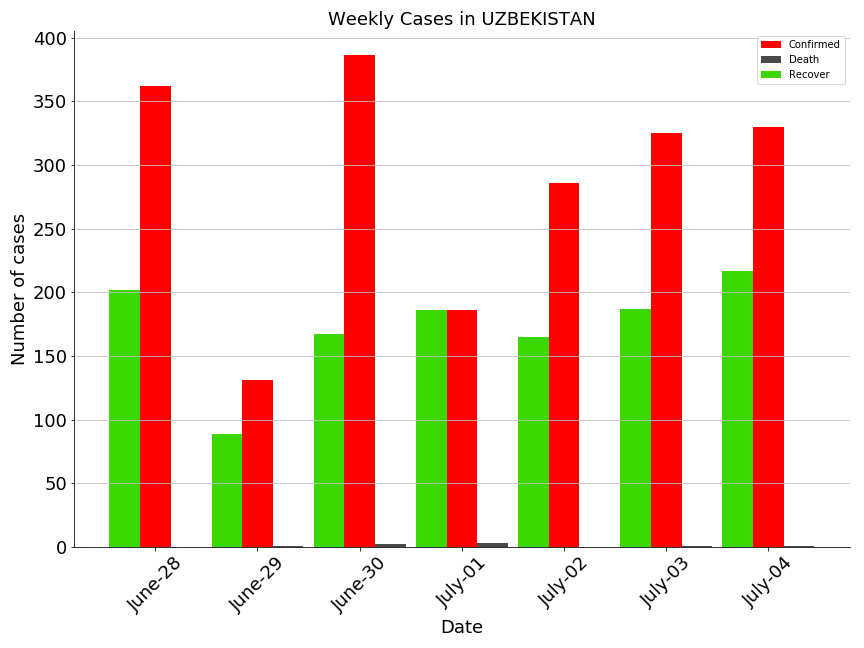 Weekly Cases in UZBEKISTAN
Confirmed
Death
Recover
Number of cases
400
350
300
250
200
150
100
50
0
June-28
June-29
June-30
July-01
July-02
July-03
July-04
Date